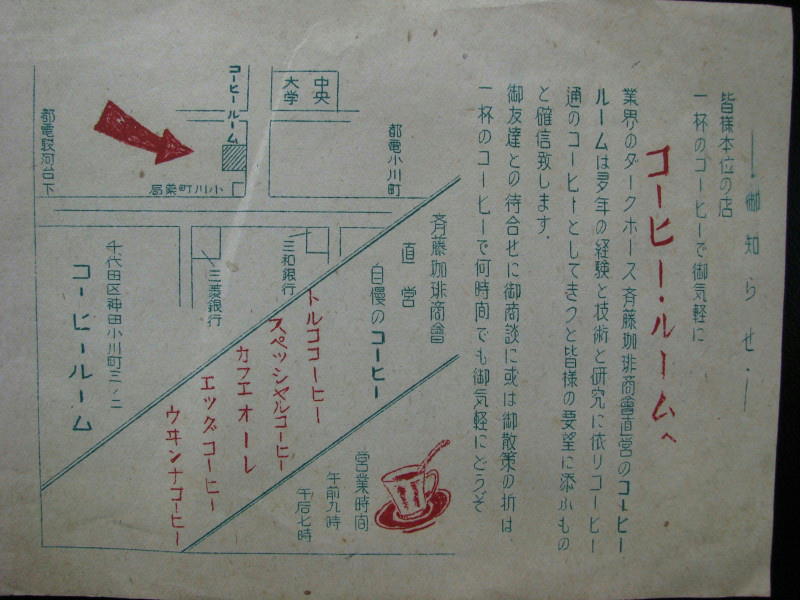 御知らせ
皆様本位の店
一杯のコーヒーで御気軽に
コーヒー・ルームへ
業界のダークホース斉藤珈琲商會直営のコーヒー
ルームは多年の経験と技術と研究に依りコーヒー
通のコーヒーとしてきっと皆様の要望に添ふもの
と確信致します.
御友達との待合せに御商談に或は御散策の折は、
一杯のコーヒーで何時間でも御気軽にどうぞ
斉藤珈琲商會
直営
自慢のコーヒー
トルココーヒー
スペッシャルコーヒー
カフエオーレ
エッグコーヒー
ウヰンナコーヒー
営業時間
午前九時
午后七時
都電小川町
中央
大学
コーヒールーム
小川町薬局
都電駿河台下
三和銀行
三菱銀行
千代田区神田小川町三ノ二
コーヒールーム